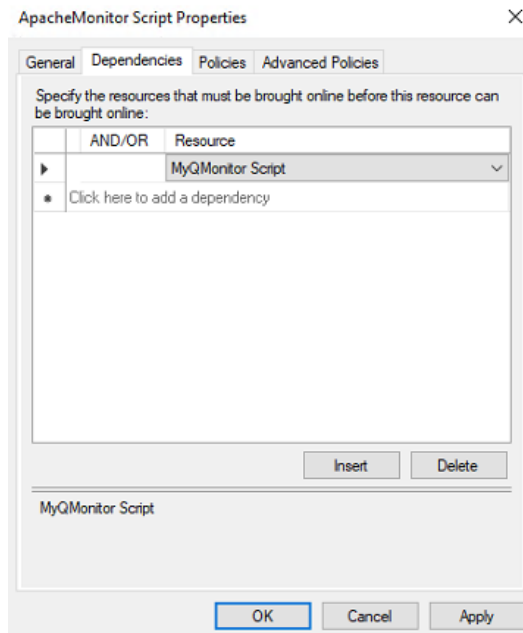 ApacheMonitor Script Properties
General Dependencies Policies Advanced Policies
Specify the resources that must be brought online before this resource can
be brought online:
AND/OR Resource
MyQMonitor Script
Click here to add a dependency
Insert Delete
MyQMonitor Script
OK Cancel Apply